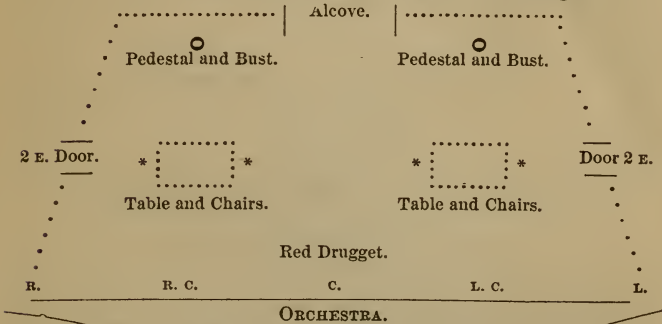 Alcove.
Pedestal and Bust. Pedestal and Bust.
2 E. Door. * * * * Door 2 E.
Table and Chairs. Table and Chairs.
Red Drugget.
R. R. C. C. L. C. L.
ORCHESTRA.